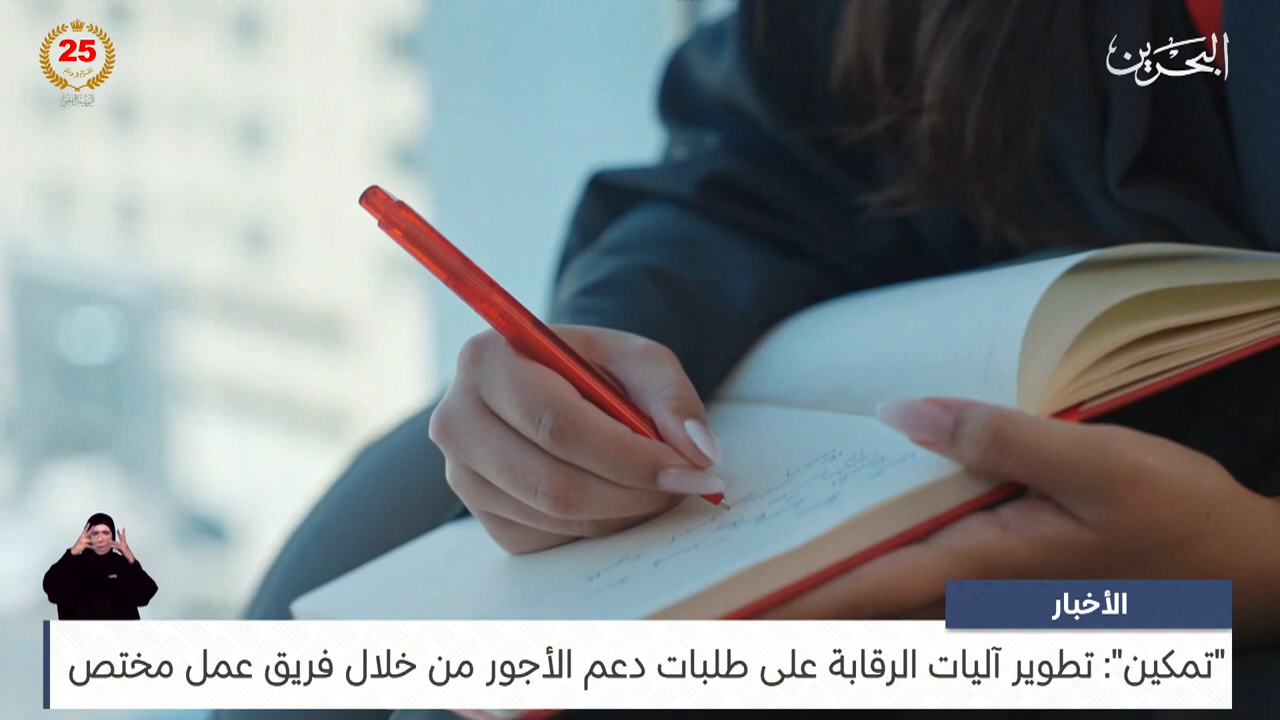 البحرين
25
الأخبار
"تمكين": تطوير آليات الرقابة على طلبات دعم الأجور من خلال فريق عمل مختص